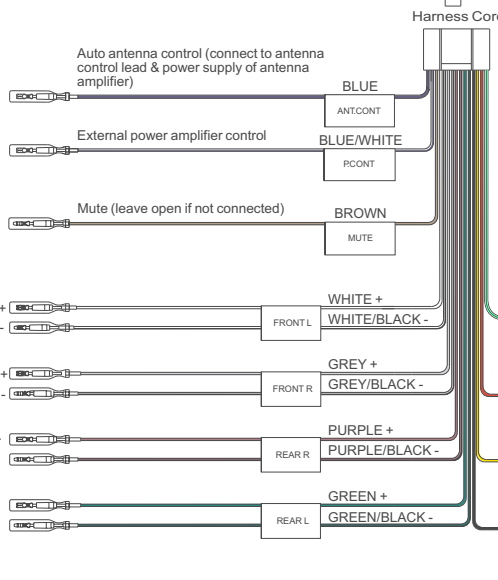 Harness Cor
Auto antenna control (connect to antenna
control lead & power supply of antenna
amplifier)
BLUE
ANT.CONT
External power amplifier control
BLUE/WHITE
P.CONT
Mute (leave open if not connected)
BROWN
MUTE
+
WHITE +
FRONT L
-
WHITE/BLACK -
+
GREY +
FRONT R
-
GREY/BLACK -
PURPLE +
REAR R
PURPLE/BLACK -
GREEN +
REAR L
GREEN/BLACK -